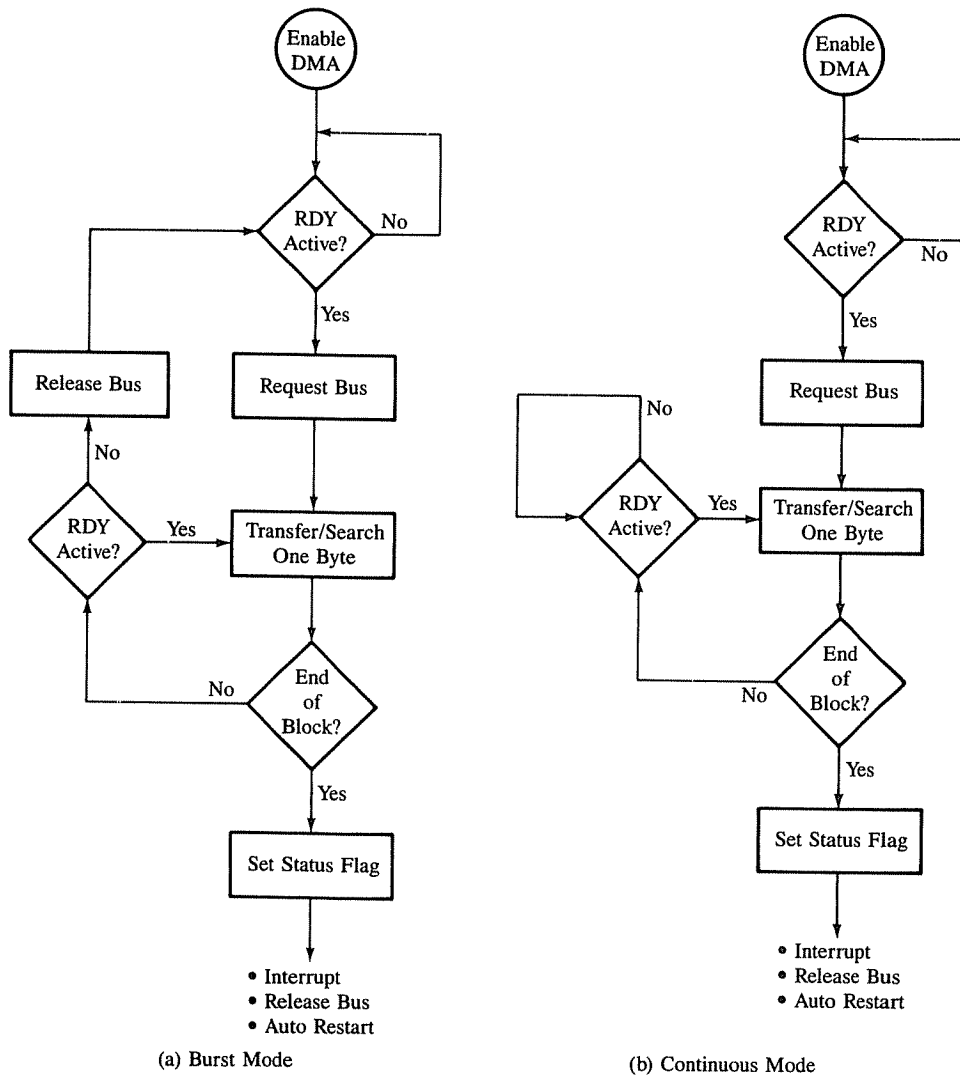 Enable
DMA
RDY
Active?
No
Yes
Release Bus
Request Bus
No
RDY
Active?
Yes
Transfer/Search
One Byte
End
of
Block?
No
Yes
Set Status Flag
• Interrupt
• Release Bus
• Auto Restart
(a) Burst Mode
Enable
DMA
RDY
Active?
No
Yes
Request Bus
No
RDY
Active?
Yes
Transfer/Search
One Byte
End
of
Block?
No
Yes
Set Status Flag
• Interrupt
• Release Bus
• Auto Restart
(b) Continuous Mode